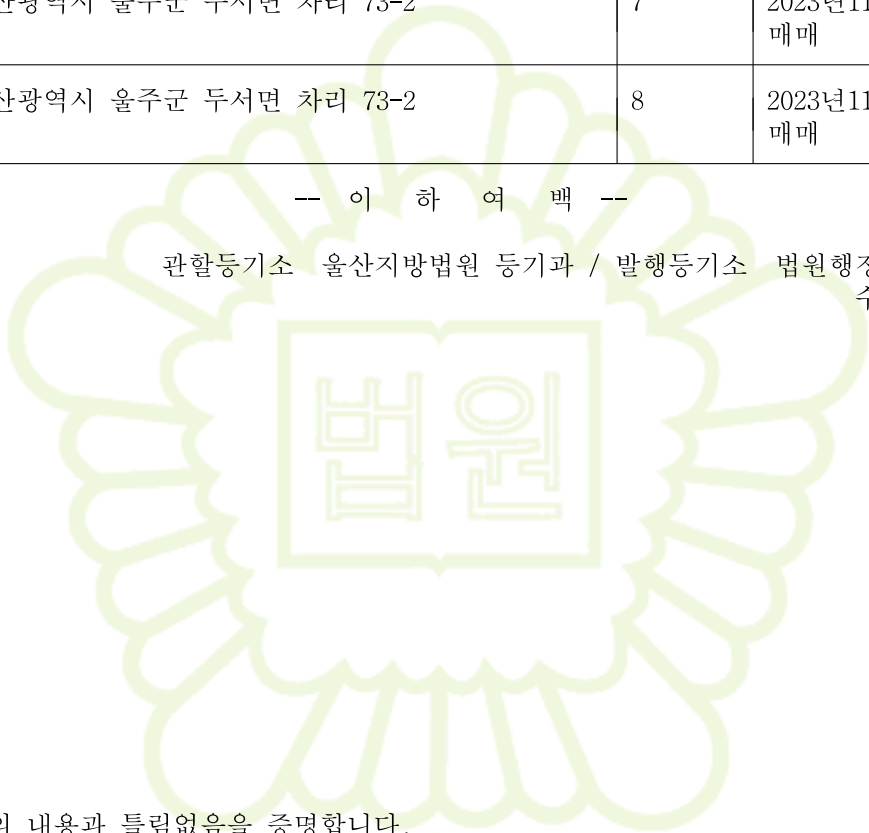 산광역시 울주군 두서면 차리 73-2 7 2023년11
매매
산광역시 울주군 두서면 차리 73-2 8 2023년11
매매
-- 이 하 여 백 --
관할등기소 울산지방법원 등기과 / 발행등기소 법원행정
수
법원
의 내용과 틀림없음을 증명합니다.